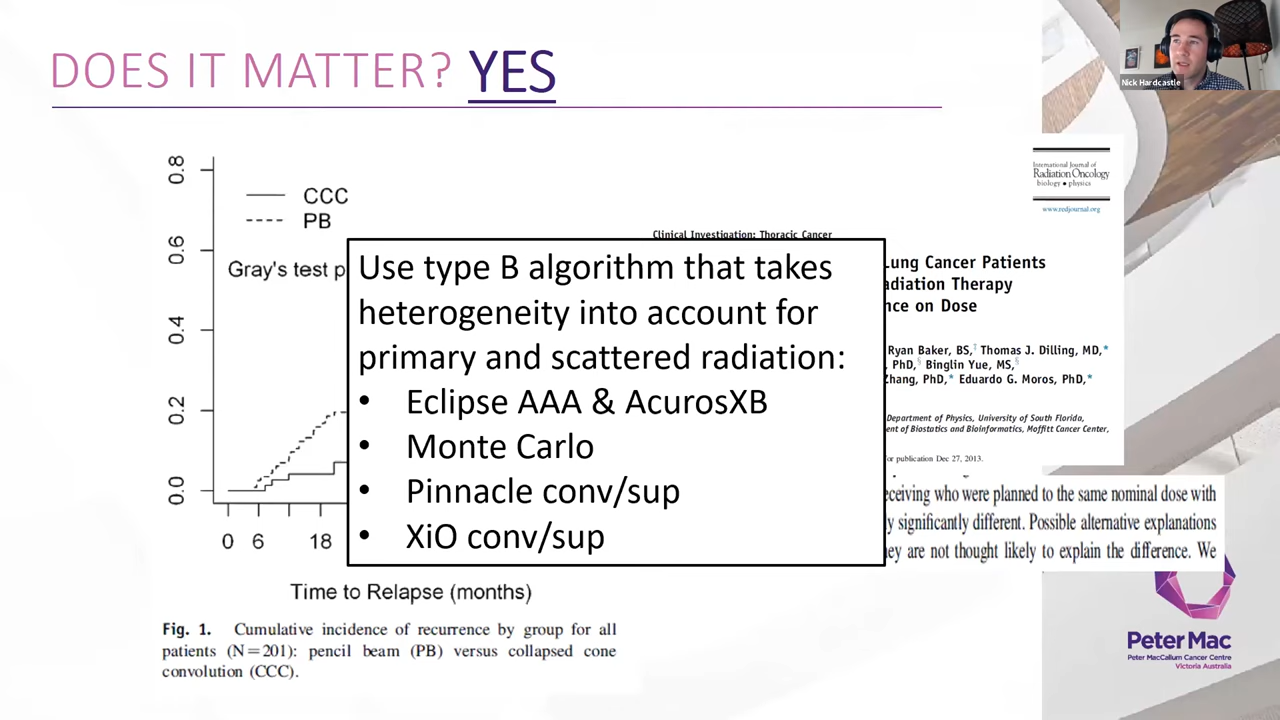 DOES IT MATTER? YES
Nick Hardcastle
0.8
0.6
0.4
0.2
0.0
CCC
PB
Gray's test p
0 6 18
Time to Relapse (months)
Fig. 1. Cumulative incidence of recurrence by group for all
patients (N=201): pencil beam (PB) versus collapsed cone
convolution (CCC).
Use type B algorithm that takes
heterogeneity into account for
primary and scattered radiation:
• Eclipse AAA & AcurosXB
• Monte Carlo
• Pinnacle conv/sup
• XiO conv/sup
International Journal of
Radiation Oncology
biology • physics
www.redjournal.org
Clinical Investigation: Thoracic Cancer
Lung Cancer Patients
adiation Therapy
nce on Dose
Ryan Baker, BS,† Thomas J. Dilling, MD,*
PhD,§ Binglin Yue, MS,§
Zhang, PhD,* Eduardo G. Moros, PhD,*
Department of Physics, University of South Florida,
ent of Biostatics and Bioinformatics, Moffitt Cancer Center,
or publication Dec 27, 2013.
eceiving who were planned to the same nominal dose with
y significantly different. Possible alternative explanations
ey are not thought likely to explain the difference. We
Peter Mac
Peter MacCallum Cancer Centre
Victoria Australia